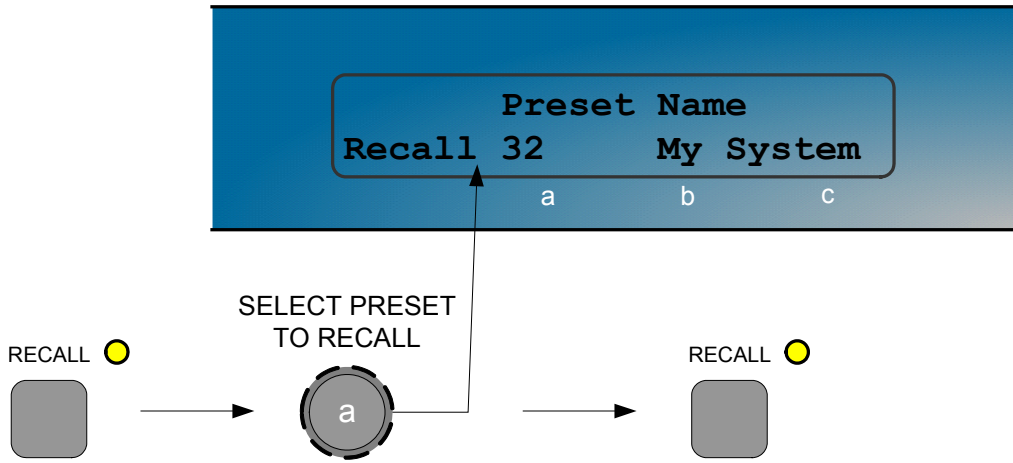 Preset Name
Recall 32 My System
a b c
SELECT PRESET
TO RECALL
RECALL
a
RECALL